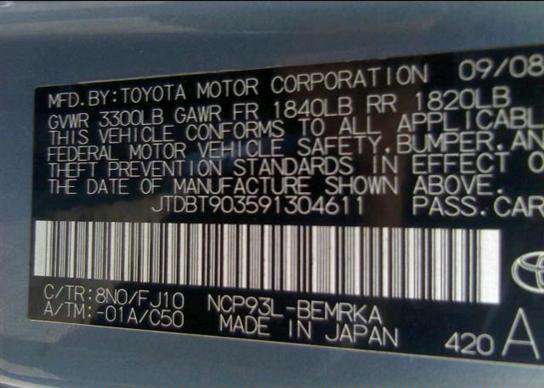 MFD.BY:TOYOTA MOTOR CORPORATION 09/08
GVWR 3300LB GAWR FR 1840LB RR 1820LB
THIS VEHICLE CONFORMS TO ALL APPLICABL
FEDERAL MOTOR VEHICLE SAFETY,BUMPER,AN
THEFT PREVENTION STANDARDS IN EFFECT O
THE DATE OF MANUFACTURE SHOWN ABOVE.
JTDBT903591304611 PASS.CAR
C/TR:8N0/FJ10 NCP93L-BEMRKA
A/TM:-01A/C50 MADE IN JAPAN 420 A